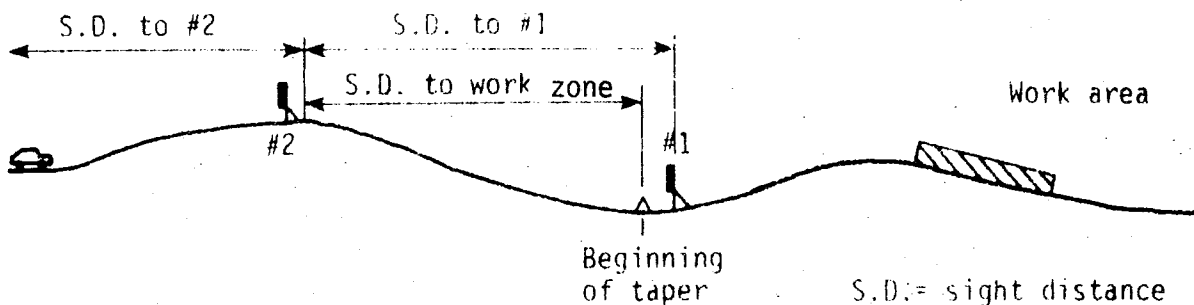 S.D. to #2
S.D. to #1
S.D. to work zone
Work area
#2
#1
Beginning
of taper
S.D.= sight distance